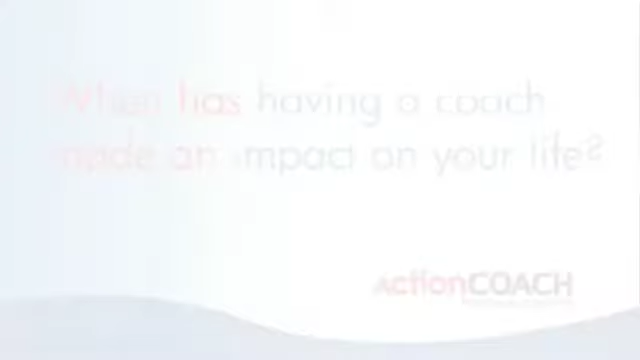 When has having a coach
made an impact on your life?
ActionCOACH